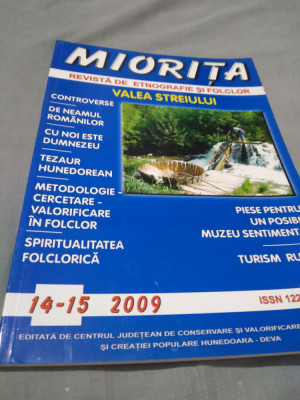 MIORIȚA
REVISTĂ DE ETNOGRAFIE ȘI FOLCLOR
VALEA STREIULUI
CONTROVERSE
DE NEAMUL
ROMÂNILOR
CU NOI ESTE
DUMNEZEU
TEZAUR
HUNEDOREAN
METODOLOGIE -
CERCETARE -
VALORIFICARE
ÎN FOLCLOR
SPIRITUALITATEA
FOLCLORICĂ
PIESE PENTRU
UN POSIBI
MUZEU SENTIMENTA
TURISM RU
14-15 2009
ISSN 122
EDITATĂ DE CENTRUL JUDEȚEAN DE CONSERVARE ȘI VALORIFICARE
ȘI CREAȚIEI POPULARE HUNEDOARA - DEVA